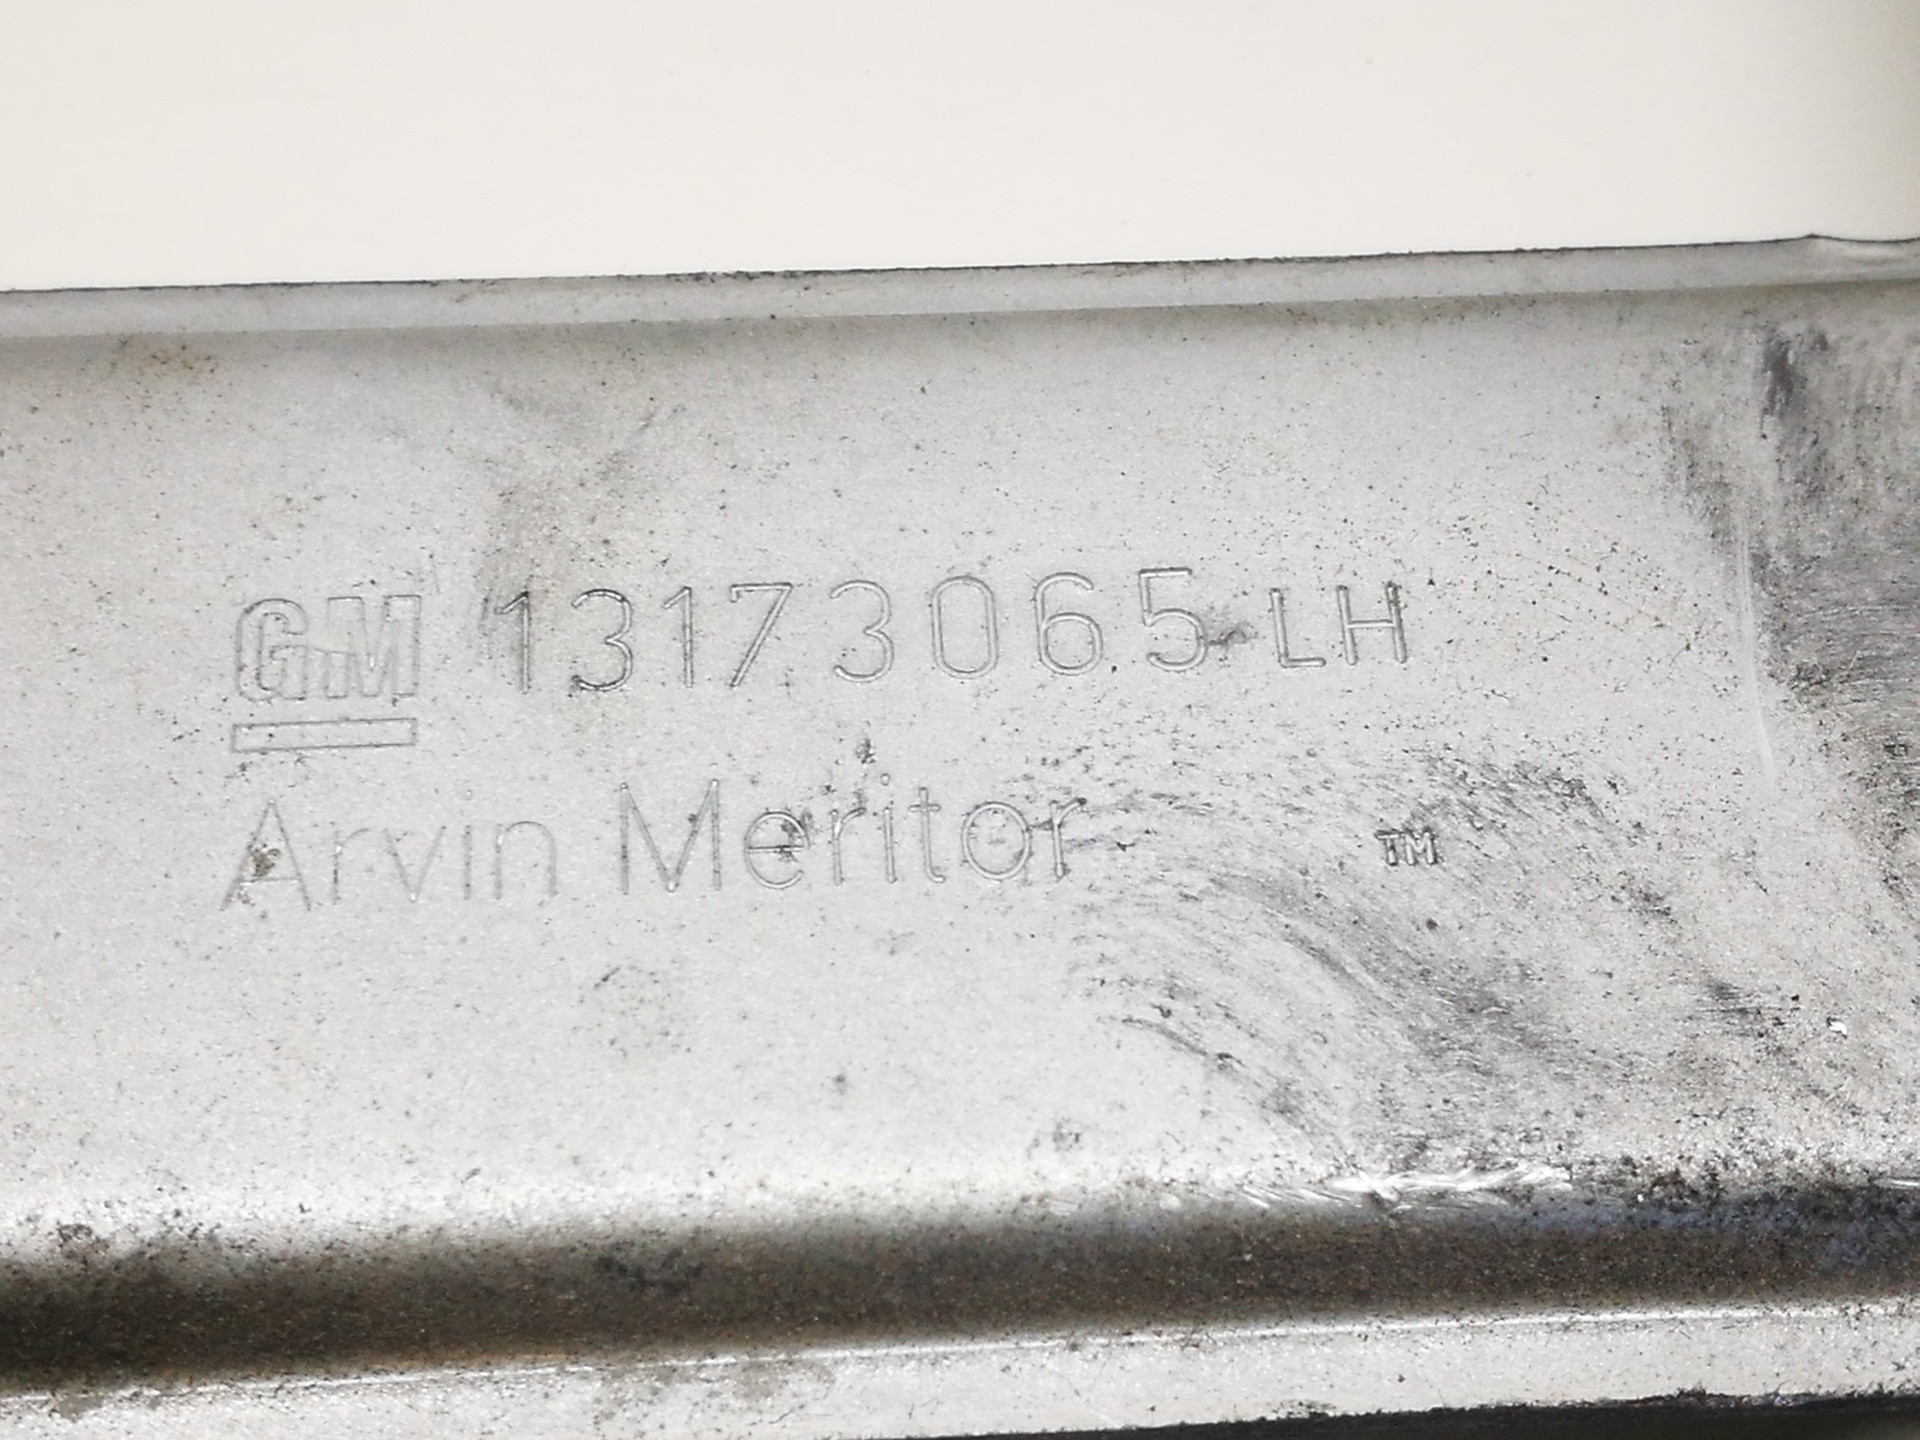 GM 13173065 LH
Arvin Meritor ™